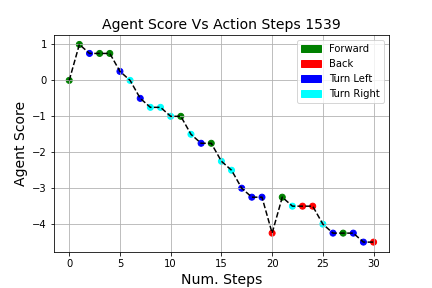 Agent Score Vs Action Steps 1539
Forward
Back
Turn Left
Turn Right
Agent Score
1
0
−1
−2
−3
−4
0 5 10 15 20 25 30
Num. Steps